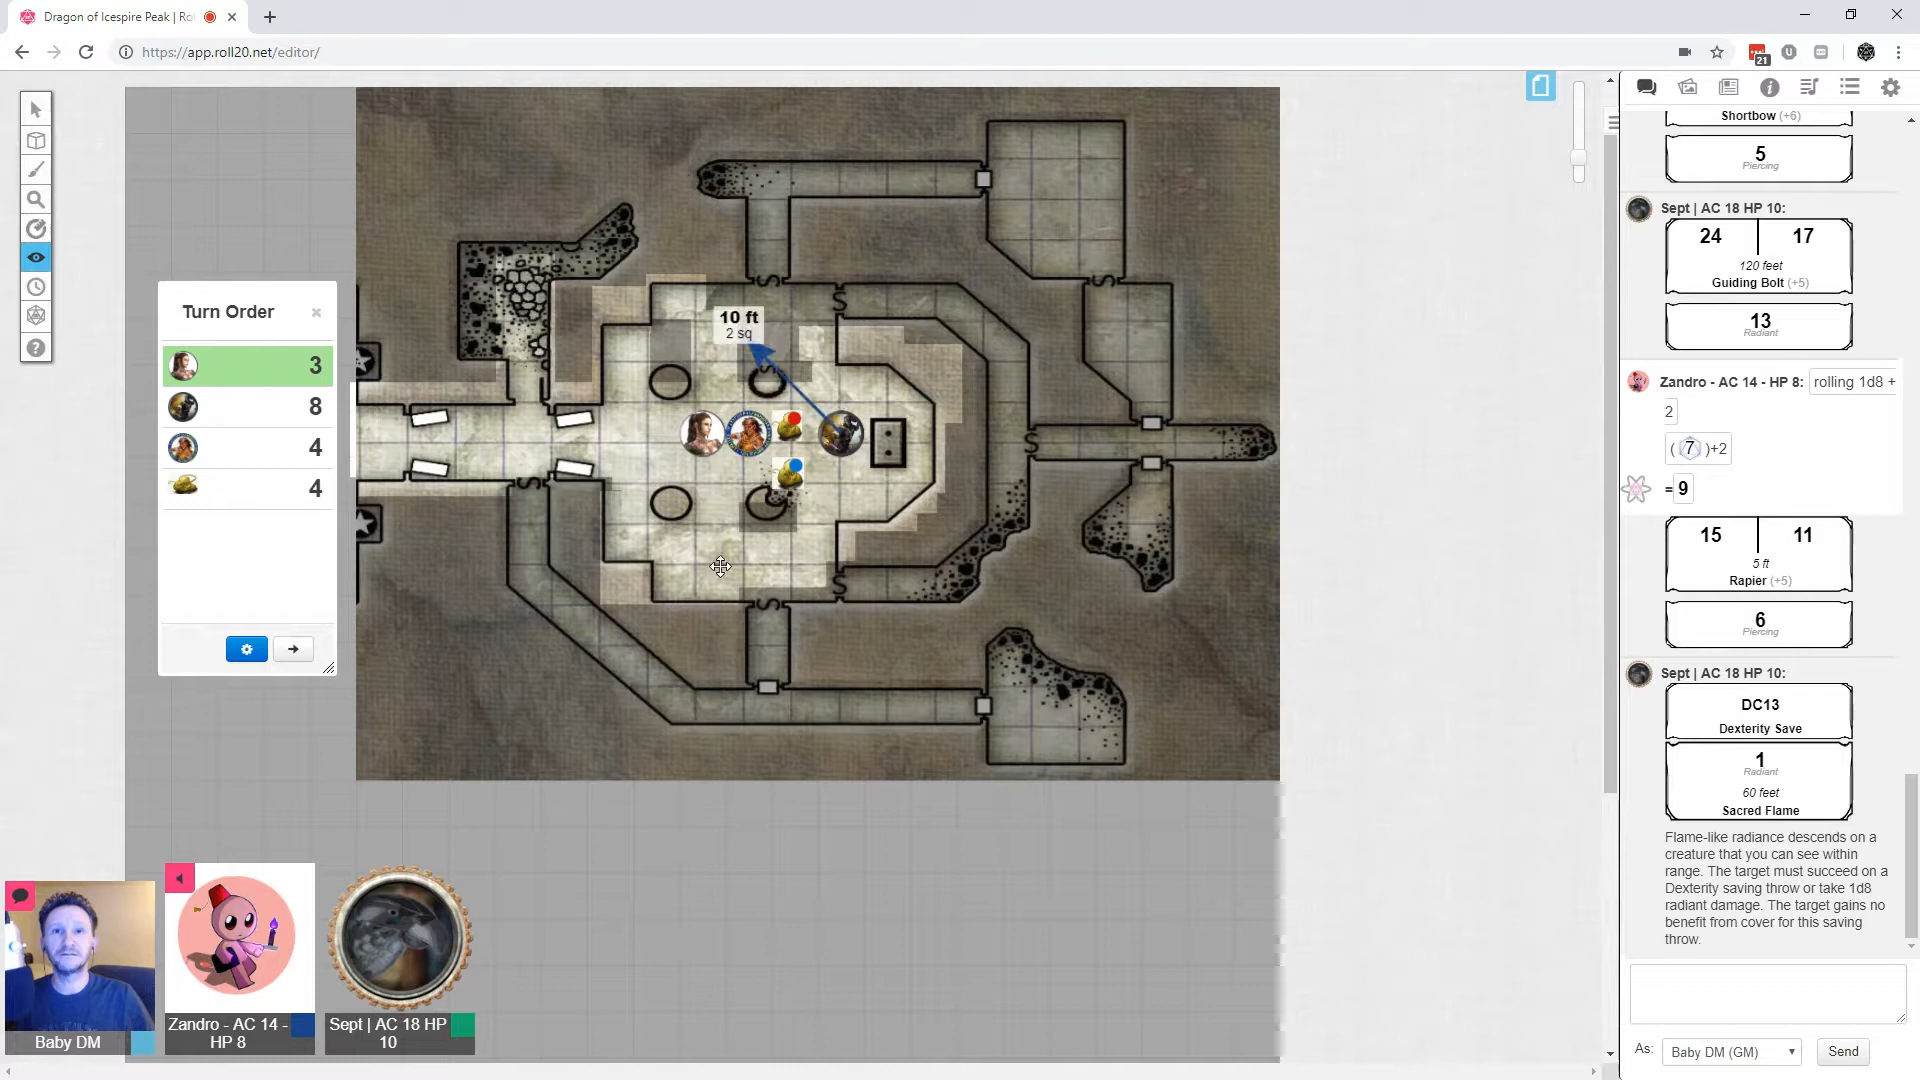 Dragon of Icespire Peak | Ro
https://app.roll20.net/editor/
21
Turn Order
3
8
4
4
10 ft
2 sq
S
S
S
S
S
S
S
S
Baby DM
Zandro - AC 14 -
HP 8
Sept | AC 18 HP
10
Shortbow (+6)
5
Piercing
Sept | AC 18 HP 10:
24 17
120 feet
Guiding Bolt (+5)
13
Radiant
Zandro - AC 14 - HP 8: rolling 1d8 +
2
(7)+2
=9
15 11
5 ft
Rapier (+5)
6
Piercing
Sept | AC 18 HP 10:
DC13
Dexterity Save
1
Radiant
60 feet
Sacred Flame
Flame-like radiance descends on a
creature that you can see within
range. The target must succeed on a
Dexterity saving throw or take 1d8
radiant damage. The target gains no
benefit from cover for this saving
throw.
As: Baby DM (GM) Send